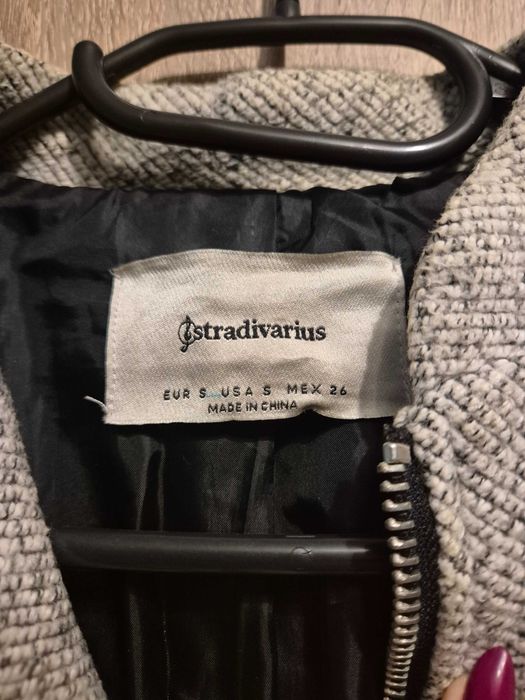 stradivarius
EUR S USA S MEX 26
MADE IN CHINA